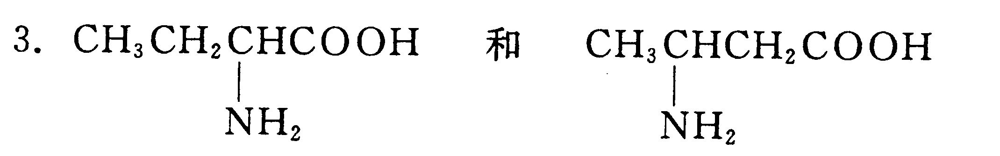 3. CH₃CH₂CHCOOH 和 CH₃CHCH₂COOH
NH₂ NH₂